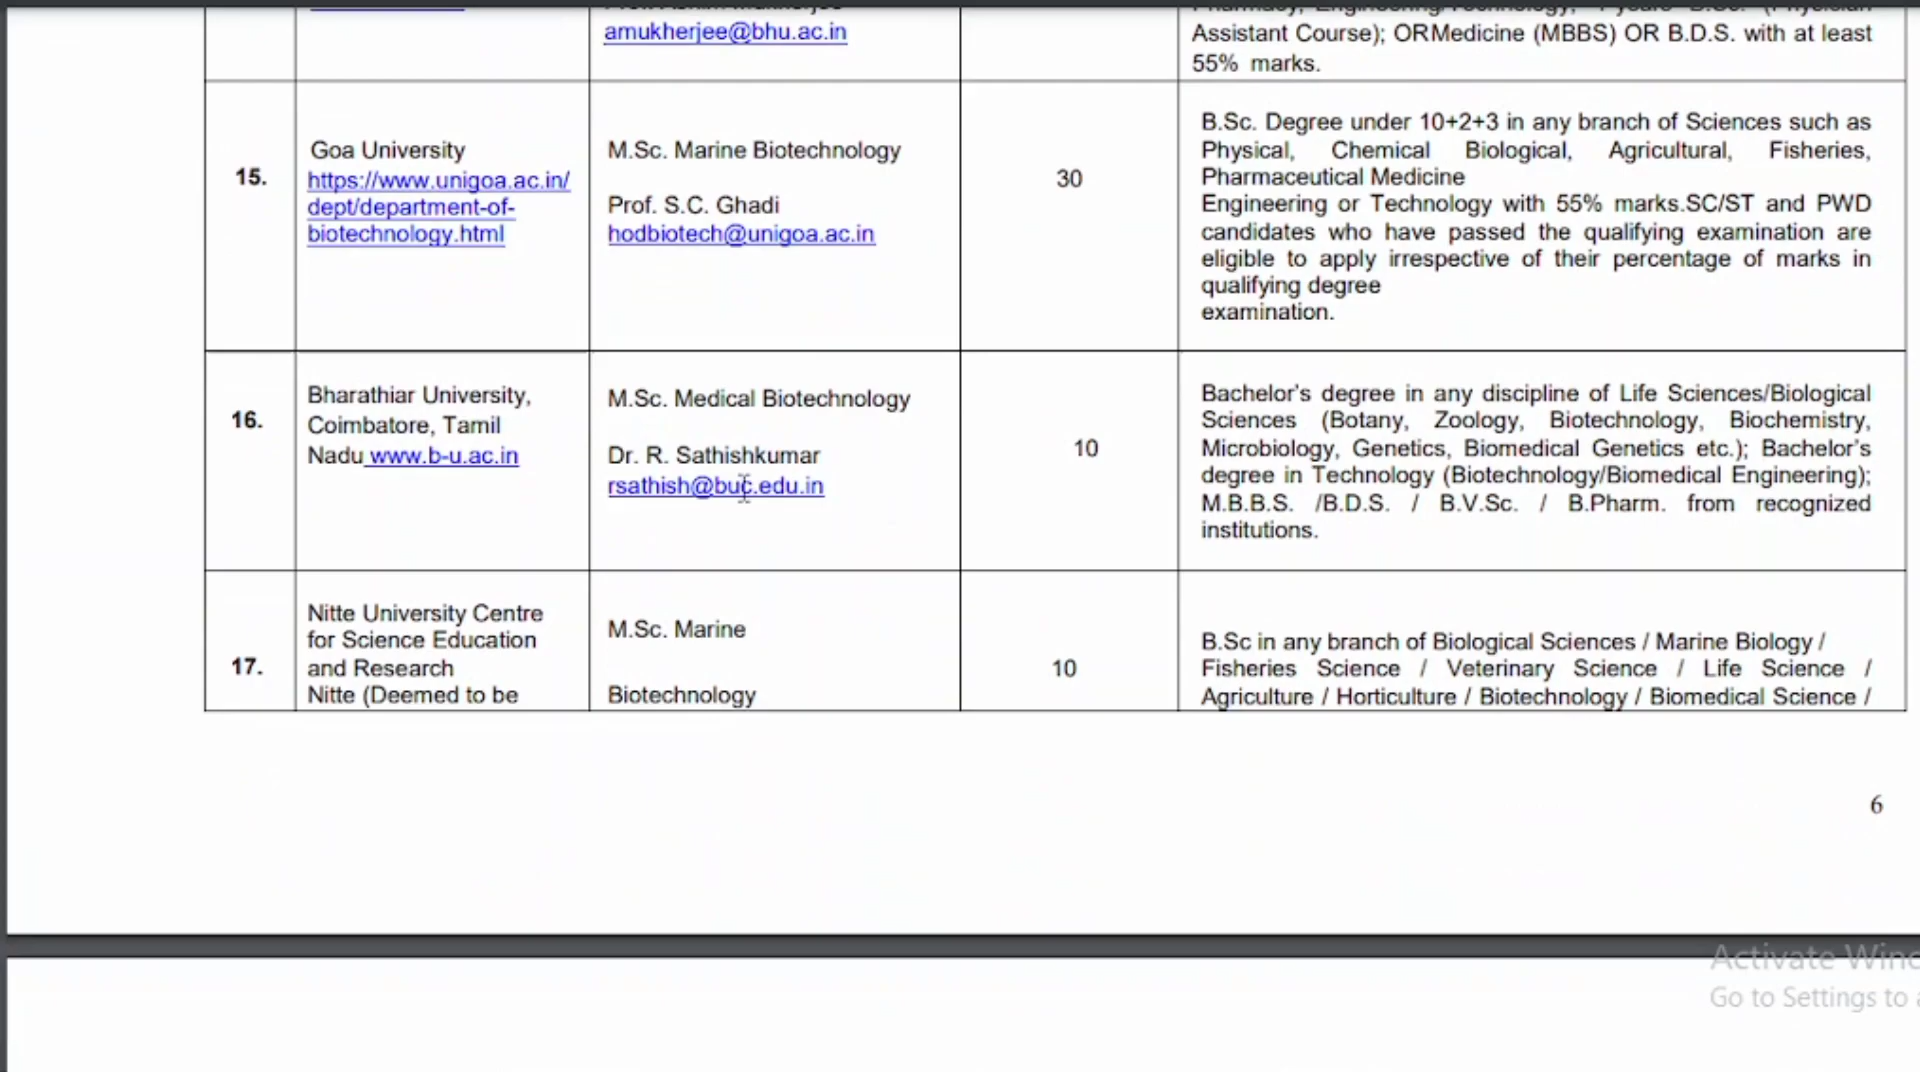 amukherjee@bhu.ac.in
Assistant Course); ORMedicine (MBBS) OR B.D.S. with at least
55% marks.
15.
Goa University
https://www.unigoa.ac.in/
dept/department-of-
biotechnology.html
M.Sc. Marine Biotechnology
Prof. S.C. Ghadi
hodbiotech@unigoa.ac.in
30
B.Sc. Degree under 10+2+3 in any branch of Sciences such as
Physical, Chemical Biological, Agricultural, Fisheries,
Pharmaceutical Medicine
Engineering or Technology with 55% marks.SC/ST and PWD
candidates who have passed the qualifying examination are
eligible to apply irrespective of their percentage of marks in
qualifying degree
examination.
16.
Bharathiar University,
Coimbatore, Tamil
Nadu www.b-u.ac.in
M.Sc. Medical Biotechnology
Dr. R. Sathishkumar
rsathish@buc.edu.in
10
Bachelor's degree in any discipline of Life Sciences/Biological
Sciences (Botany, Zoology, Biotechnology, Biochemistry,
Microbiology, Genetics, Biomedical Genetics etc.); Bachelor's
degree in Technology (Biotechnology/Biomedical Engineering);
M.B.B.S. /B.D.S. / B.V.Sc. / B.Pharm. from recognized
institutions.
17.
Nitte University Centre
for Science Education
and Research
Nitte (Deemed to be
M.Sc. Marine
Biotechnology
10
B.Sc in any branch of Biological Sciences / Marine Biology /
Fisheries Science / Veterinary Science / Life Science /
Agriculture / Horticulture / Biotechnology / Biomedical Science /
6
Activate Win
Go to Settings to